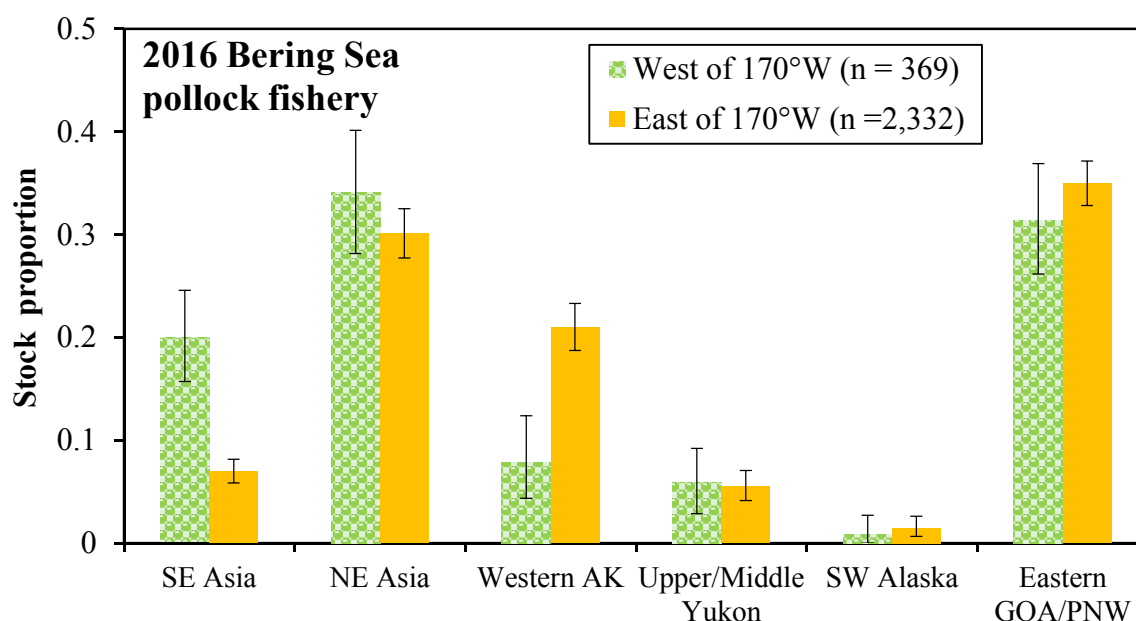 2016 Bering Sea
pollock fishery
West of 170°W (n = 369)
East of 170°W (n =2,332)
Stock proportion
0.5
0.4
0.3
0.2
0.1
0
SE Asia
NE Asia
Western AK
Upper/Middle
Yukon
SW Alaska
Eastern
GOA/PNW